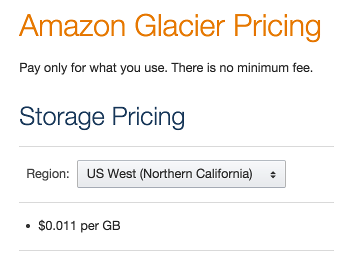 Amazon Glacier Pricing
Pay only for what you use. There is no minimum fee.
Storage Pricing
Region: US West (Northern California)
• $0.011 per GB